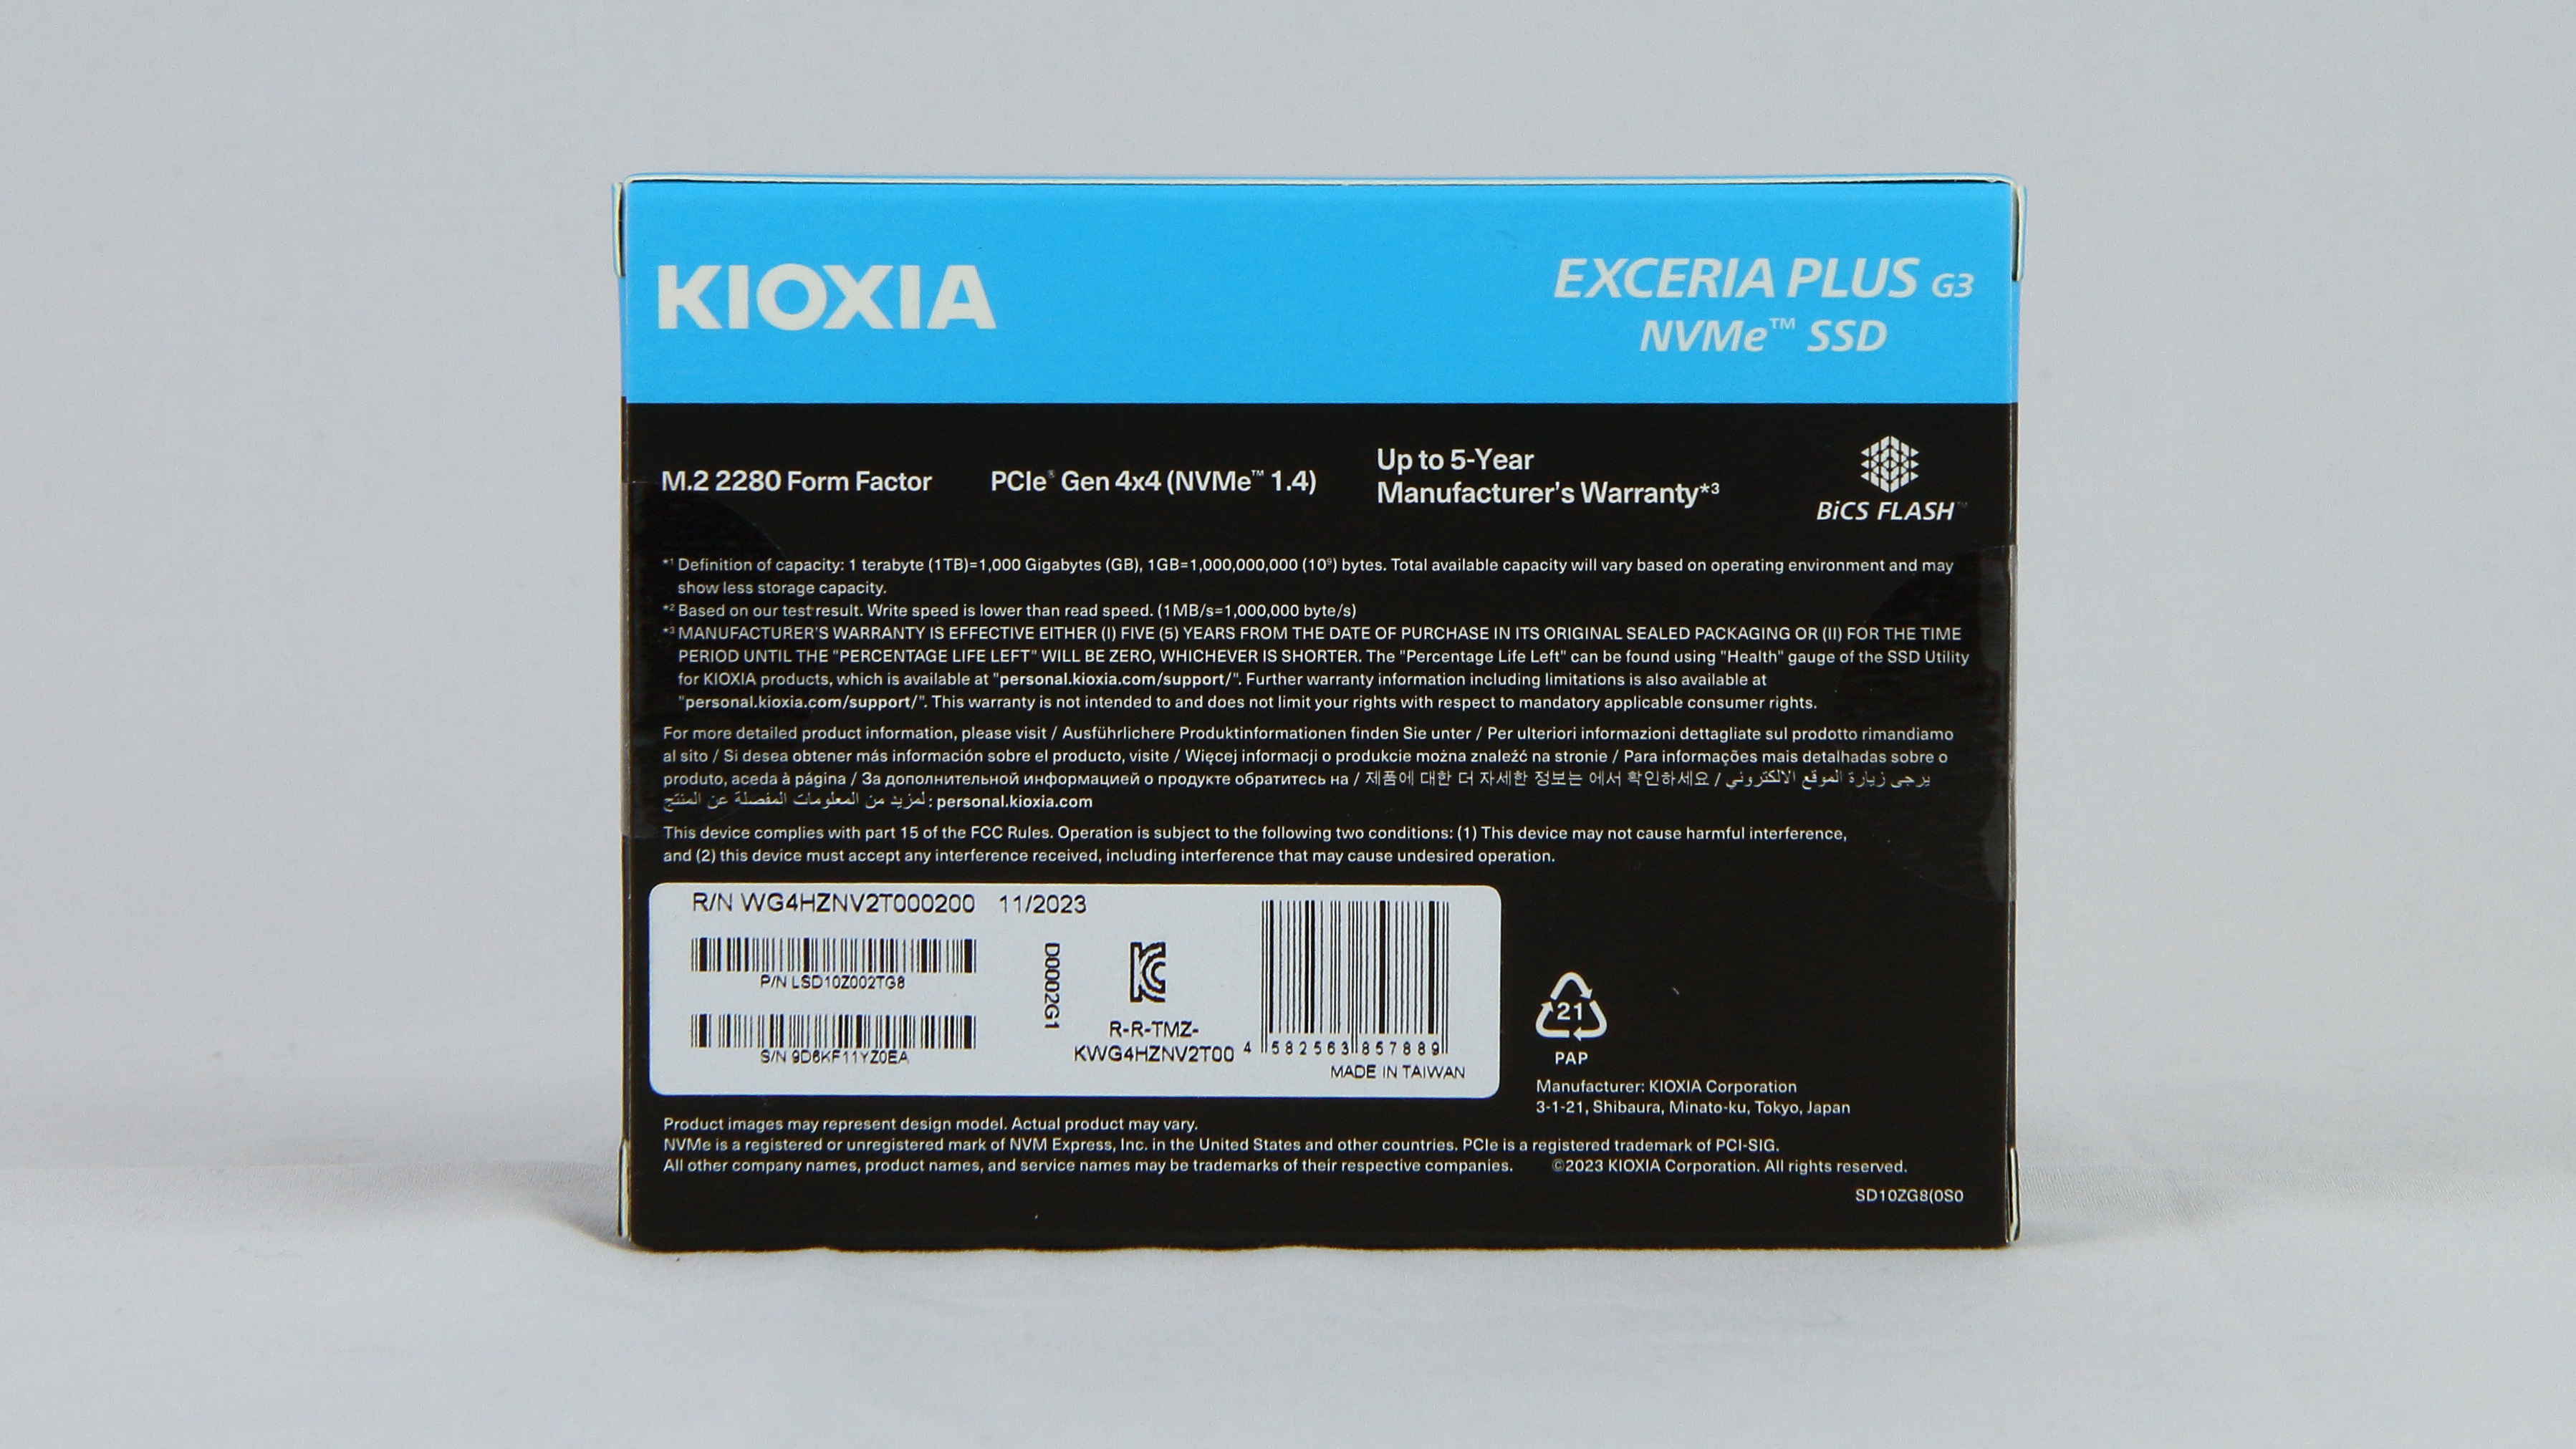 KIOXIA
EXCERIA PLUS G3
NVMe™ SSD
M.2 2280 Form Factor
PCIe® Gen 4x4 (NVMe™ 1.4)
Up to 5-Year
Manufacturer's Warranty*3
BiCS FLASH™
*1 Definition of capacity: 1 terabyte (1TB)=1,000 Gigabytes (GB), 1GB=1,000,000,000 (10⁹) bytes. Total available capacity will vary based on operating environment and may
show less storage capacity.
*2 Based on our test result. Write speed is lower than read speed. (1MB/s=1,000,000 byte/s)
*3 MANUFACTURER'S WARRANTY IS EFFECTIVE EITHER (I) FIVE (5) YEARS FROM THE DATE OF PURCHASE IN ITS ORIGINAL SEALED PACKAGING OR (II) FOR THE TIME
PERIOD UNTIL THE "PERCENTAGE LIFE LEFT" WILL BE ZERO, WHICHEVER IS SHORTER. The "Percentage Life Left" can be found using "Health" gauge of the SSD Utility
for KIOXIA products, which is available at "personal.kioxia.com/support/". Further warranty information including limitations is also available at
"personal.kioxia.com/support/". This warranty is not intended to and does not limit your rights with respect to mandatory applicable consumer rights.
For more detailed product information, please visit / Ausführlichere Produktinformationen finden Sie unter / Per ulteriori informazioni dettagliate sul prodotto rimandiamo
al sito / Si desea obtener más información sobre el producto, visite / Więcej informacji o produkcie można znaleźć na stronie / Para informações mais detalhadas sobre o
produto, aceda à página / За дополнительной информацией о продукте обратитесь на / 제품에 대한 더 자세한 정보는 에서 확인하세요 / يرجى زيارة الموقع الالكتروني
لمزيد من المعلومات المفصلة عن المنتج : personal.kioxia.com
This device complies with part 15 of the FCC Rules. Operation is subject to the following two conditions: (1) This device may not cause harmful interference,
and (2) this device must accept any interference received, including interference that may cause undesired operation.
R/N WG4HZNV2T000200 11/2023
P/N LSD10Z002TG8
S/N 9D6KF11YZ0EA
D0002G1
R-R-TMZ-
KWG4HZNV2T00
4 582563 857889
MADE IN TAIWAN
21
PAP
Manufacturer: KIOXIA Corporation
3-1-21, Shibaura, Minato-ku, Tokyo, Japan
Product images may represent design model. Actual product may vary.
NVMe is a registered or unregistered mark of NVM Express, Inc. in the United States and other countries. PCIe is a registered trademark of PCI-SIG.
All other company names, product names, and service names may be trademarks of their respective companies. ©2023 KIOXIA Corporation. All rights reserved.
SD10ZG8(0S0